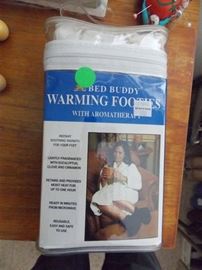 BED BUDDY
WARMING FOOTIES
WITH AROMATHERAPY
INSTANT
SOOTHING WARMTH
FOR YOUR FEET
LIGHTLY FRAGRANCED
WITH EUCALYPTUS,
CLOVE AND CINNAMON
RETAINS AND PROVIDES
MOIST HEAT FOR
UP TO ONE HOUR
READY IN MINUTES
FROM MICROWAVE
REUSABLE,
EASY AND SAFE
TO USE